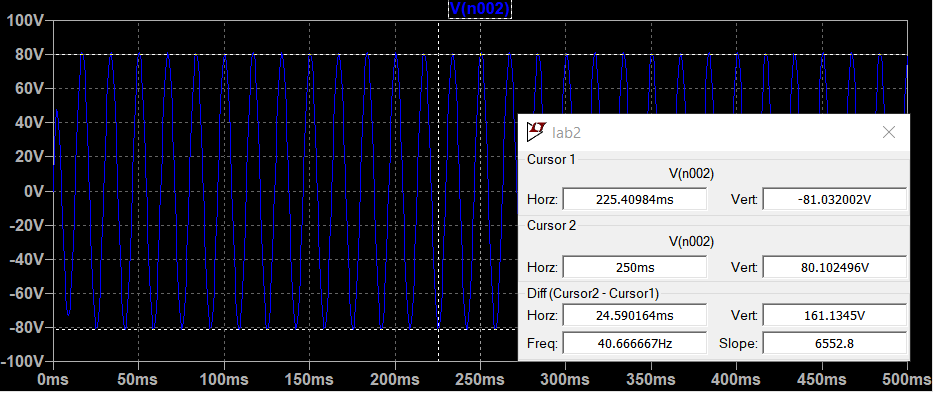 V(n002)
100V
80V
60V
40V
20V
0V
-20V
-40V
-60V
-80V
-100V
0ms 50ms 100ms 150ms 200ms 250ms 300ms 350ms 400ms 450ms 500ms
lab2
Cursor 1
V(n002)
Horz: 225.40984ms Vert: -81.032002V
Cursor 2
V(n002)
Horz: 250ms Vert: 80.102496V
Diff (Cursor2 - Cursor1)
Horz: 24.590164ms Vert: 161.1345V
Freq: 40.666667Hz Slope: 6552.8